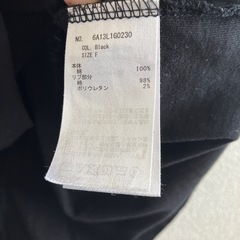 NO. 6A13L1G0230
COL. Black
SIZE F
本体
綿 100%
リブ部分
綿 98%
ポリウレタン 2%